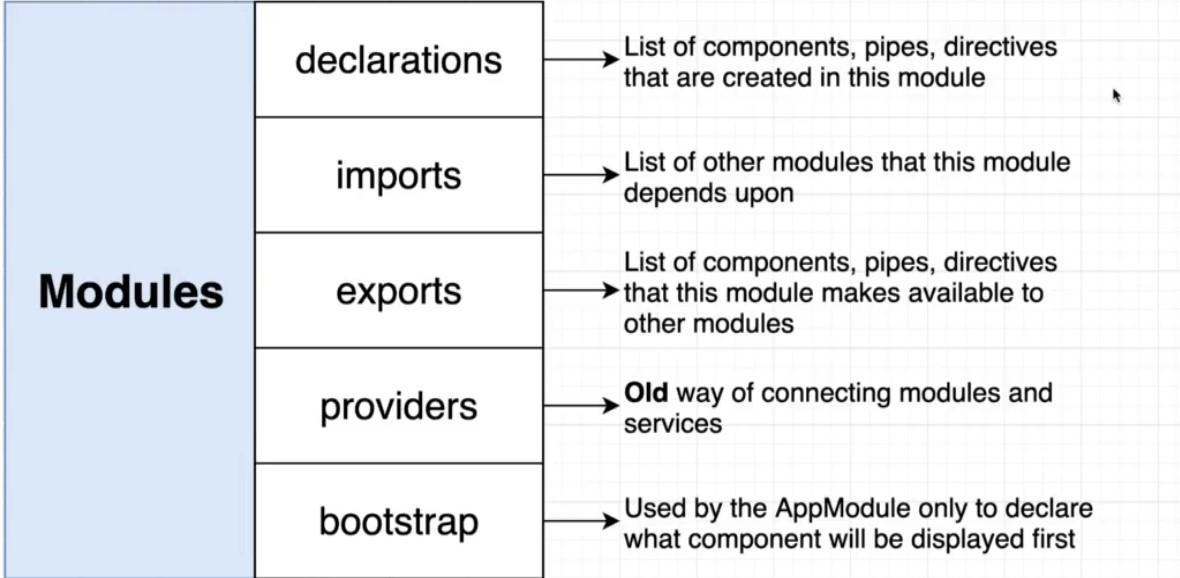 Modules
declarations
List of components, pipes, directives
that are created in this module
imports
List of other modules that this module
depends upon
exports
List of components, pipes, directives
that this module makes available to
other modules
providers
Old way of connecting modules and
services
bootstrap
Used by the AppModule only to declare
what component will be displayed first